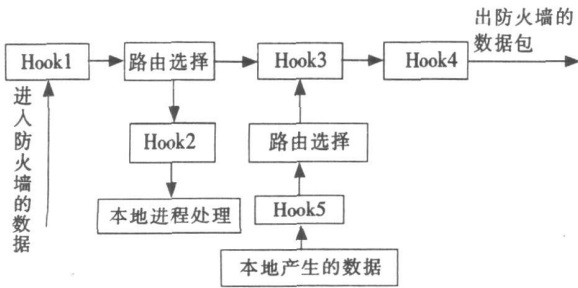 出防火墙的
数据包
Hook1
路由选择
Hook3
Hook4
进入防火墙的数据
Hook2
路由选择
本地进程处理
Hook5
本地产生的数据